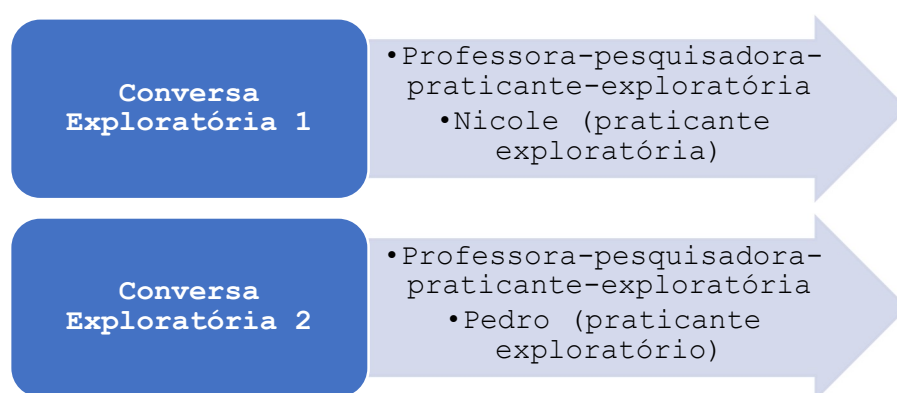 Conversa
Exploratória 1
•Professora-pesquisadora-
praticante-exploratória
•Nicole (praticante
exploratória)
Conversa
Exploratória 2
•Professora-pesquisadora-
praticante-exploratória
•Pedro (praticante
exploratório)